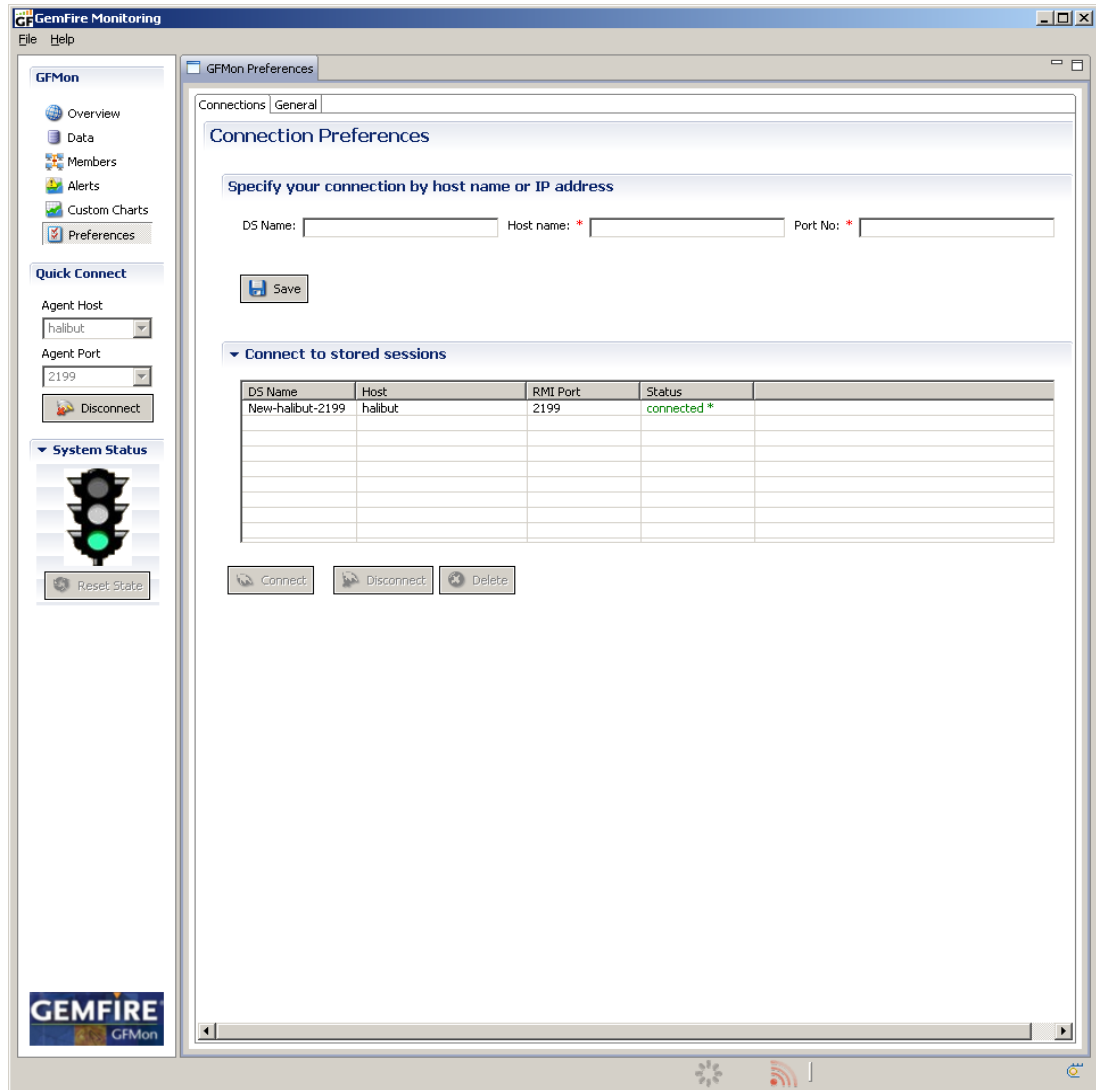 GF GemFire Monitoring
File Help
GFMon
Overview
Data
Members
Alerts
Custom Charts
Preferences
Quick Connect
Agent Host
halibut
Agent Port
2199
Disconnect
System Status
Reset State
GEMFIRE
GFMon
GFMon Preferences
Connections General
Connection Preferences
Specify your connection by host name or IP address
DS Name: Host name: * Port No: *
Save
Connect to stored sessions
DS Name Host RMI Port Status
New-halibut-2199 halibut 2199 connected *
Connect Disconnect Delete